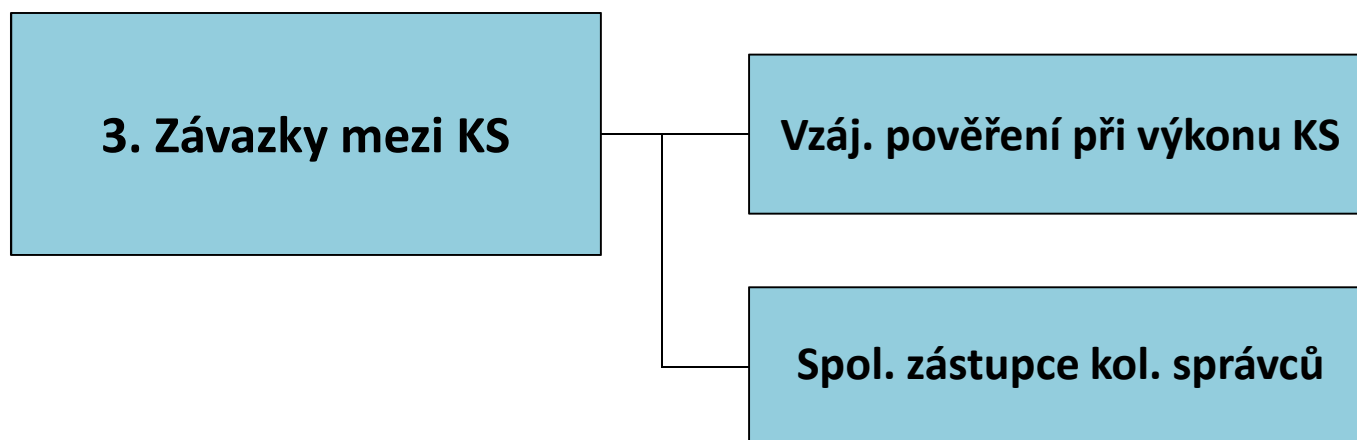 3. Závazky mezi KS
Vzáj. pověření při výkonu KS
Spol. zástupce kol. správců